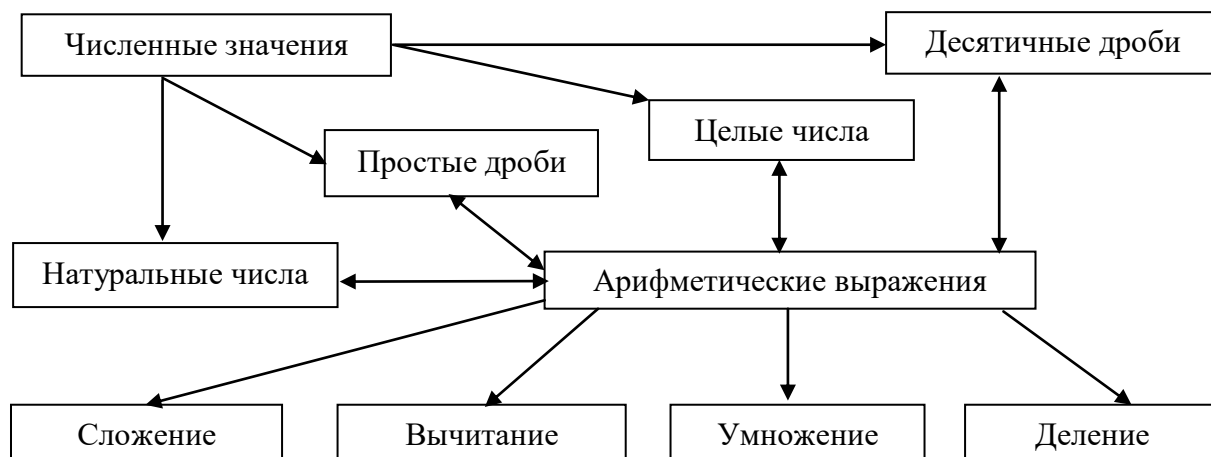 Численные значения
Десятичные дроби
Целые числа
Простые дроби
Натуральные числа
Арифметические выражения
Сложение
Вычитание
Умножение
Деление